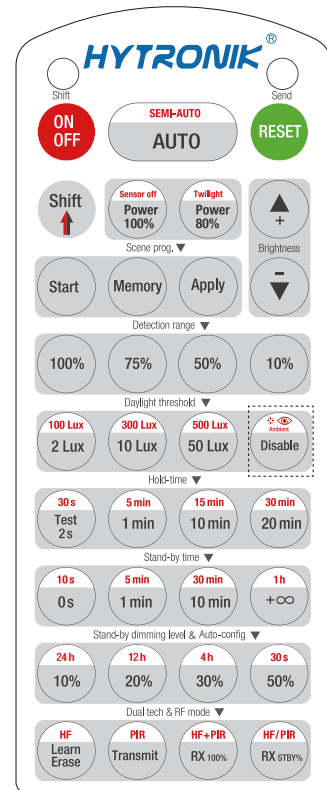 HYTRONIK®
Shift
Send
ON
OFF
SEMI-AUTO
AUTO
RESET
Shift
Sensor off
Power
100%
Twilight
Power
80%
+
Brightness
Scene prog. ▼
Start
Memory
Apply
−
Detection range ▼
100%
75%
50%
10%
Daylight threshold ▼
100 Lux
2 Lux
300 Lux
10 Lux
500 Lux
50 Lux
Ambient
Disable
Hold-time ▼
30 s
Test
2 s
5 min
1 min
15 min
10 min
30 min
20 min
Stand-by time ▼
10 s
0 s
5 min
1 min
30 min
10 min
1 h
+∞
Stand-by dimming level & Auto-config ▼
24 h
10%
12 h
20%
4 h
30%
30 s
50%
Dual tech & RF mode ▼
HF
Learn
Erase
PIR
Transmit
HF+PIR
RX 100%
HF/PIR
RX STBY%